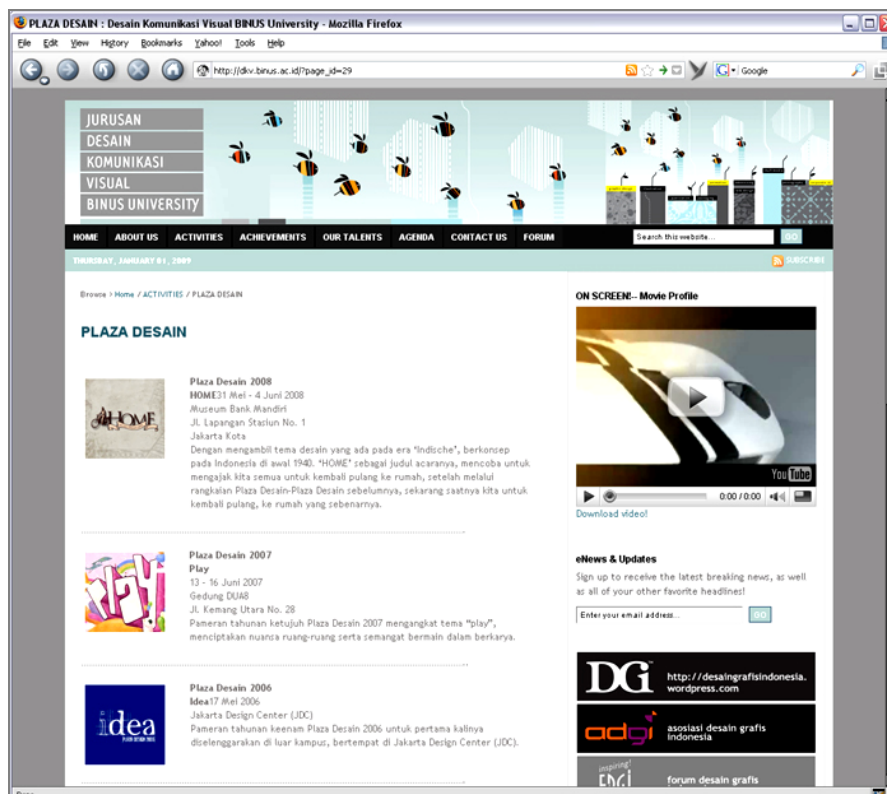 PLAZA DESAIN : Desain Komunikasi Visual BINUS University - Mozilla Firefox
File Edit View History Bookmarks Yahoo! Tools Help
http://dkv.binus.ac.id/?page_id=29
Google
JURUSAN
DESAIN
KOMUNIKASI
VISUAL
BINUS UNIVERSITY
HOME ABOUT US ACTIVITIES ACHIEVEMENTS OUR TALENTS AGENDA CONTACT US FORUM
Search this website...
GO
THURSDAY, JANUARY 01, 2009
SUBSCRIBE
Browse > Home / ACTIVITIES / PLAZA DESAIN
PLAZA DESAIN
HOME
Plaza Desain 2008
HOME31 Mei - 4 Juni 2008
Museum Bank Mandiri
Jl. Lapangan Stasiun No. 1
Jakarta Kota
Dengan mengambil tema desain yang ada pada era 'Indische', berkonsep
pada Indonesia di awal 1940. 'HOME' sebagai judul acaranya, mencoba untuk
mengajak kita semua untuk kembali pulang ke rumah, setelah melalui
rangkaian Plaza Desain-Plaza Desain sebelumnya, sekarang saatnya kita untuk
kembali pulang, ke rumah yang sebenarnya.
Play
Plaza Desain 2007
Play
13 - 16 Juni 2007
Gedung DUA8
Jl. Kemang Utara No. 28
Pameran tahunan ketujuh Plaza Desain 2007 mengangkat tema "play",
menciptakan nuansa ruang-ruang serta semangat bermain dalam berkarya.
idea
PLAZA DESAIN 2006
Plaza Desain 2006
Idea17 Mei 2006
Jakarta Design Center (JDC)
Pameran tahunan keenam Plaza Desain 2006 untuk pertama kalinya
diselenggarakan di luar kampus, bertempat di Jakarta Design Center (JDC).
ON SCREEN!-- Movie Profile
YouTube
0:00 / 0:00
Download video!
eNews & Updates
Sign up to receive the latest breaking news, as well
as all of your other favorite headlines!
Enter your email address...
GO
DGi
http://desaingrafisindonesia.
wordpress.com
adgi
asosiasi desain grafis
indonesia
inspiring!
forum desain grafis